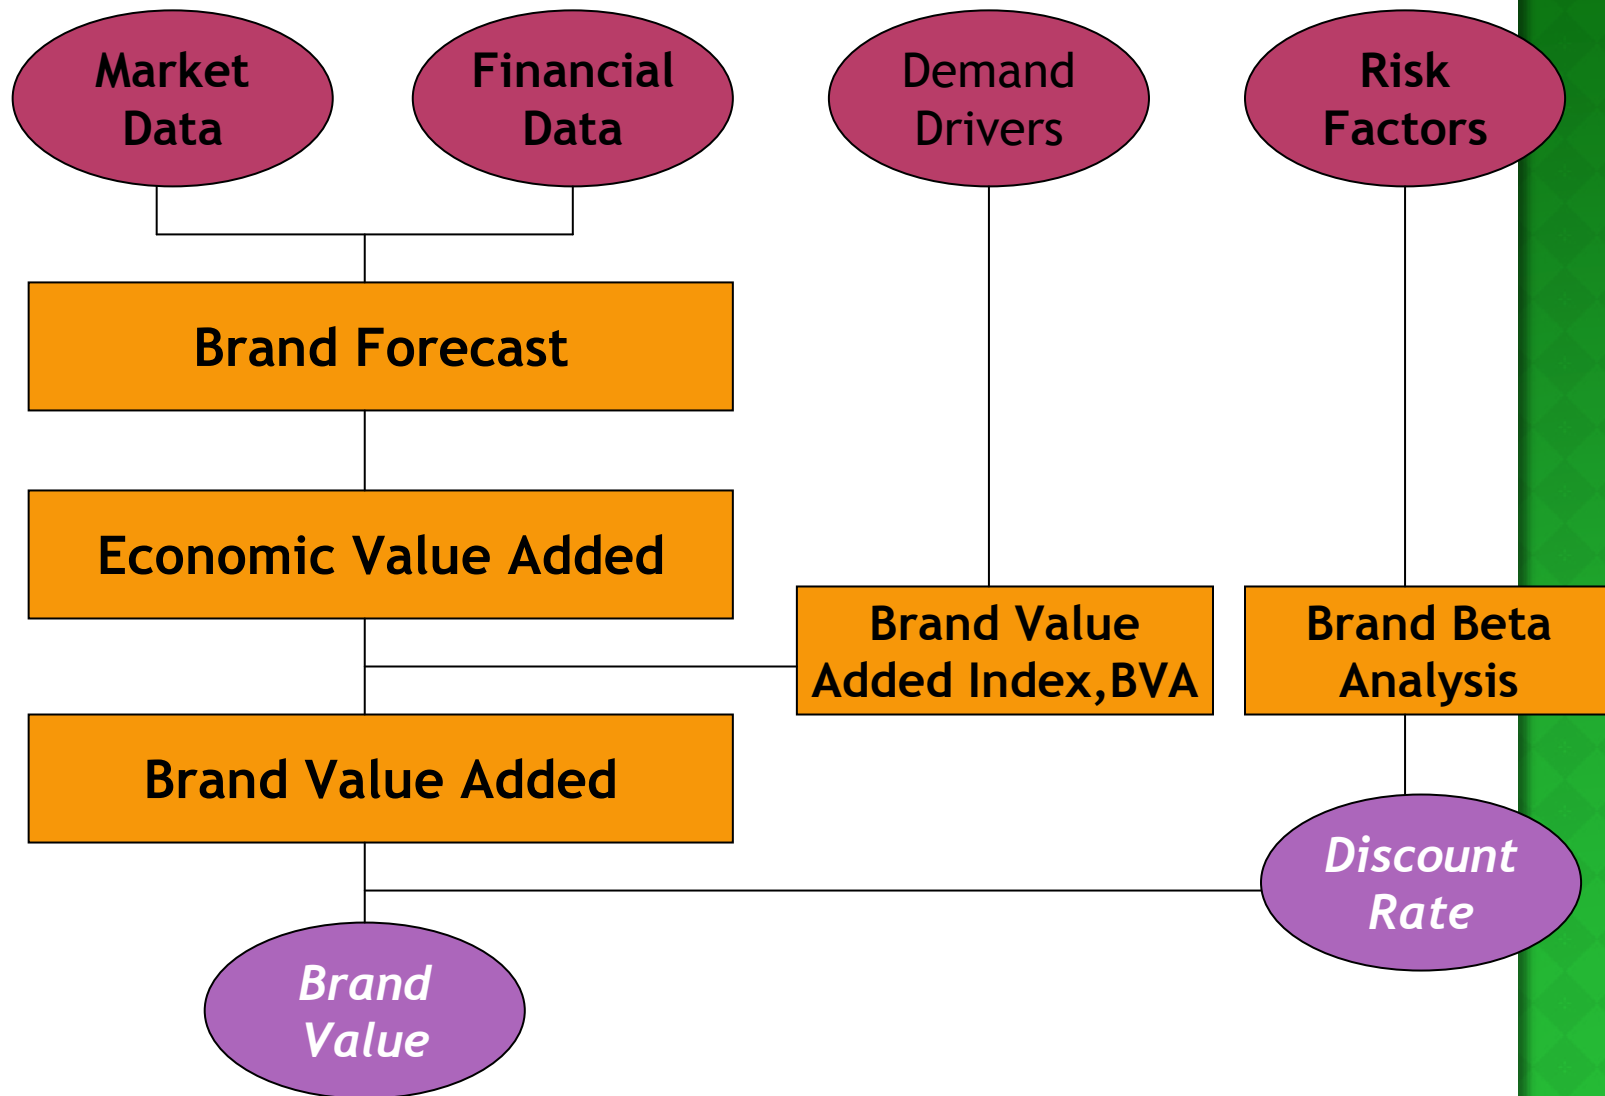 Market
Data
Financial
Data
Demand
Drivers
Risk
Factors
Brand Forecast
Economic Value Added
Brand Value
Added Index,BVA
Brand Beta
Analysis
Brand Value Added
Discount
Rate
Brand
Value